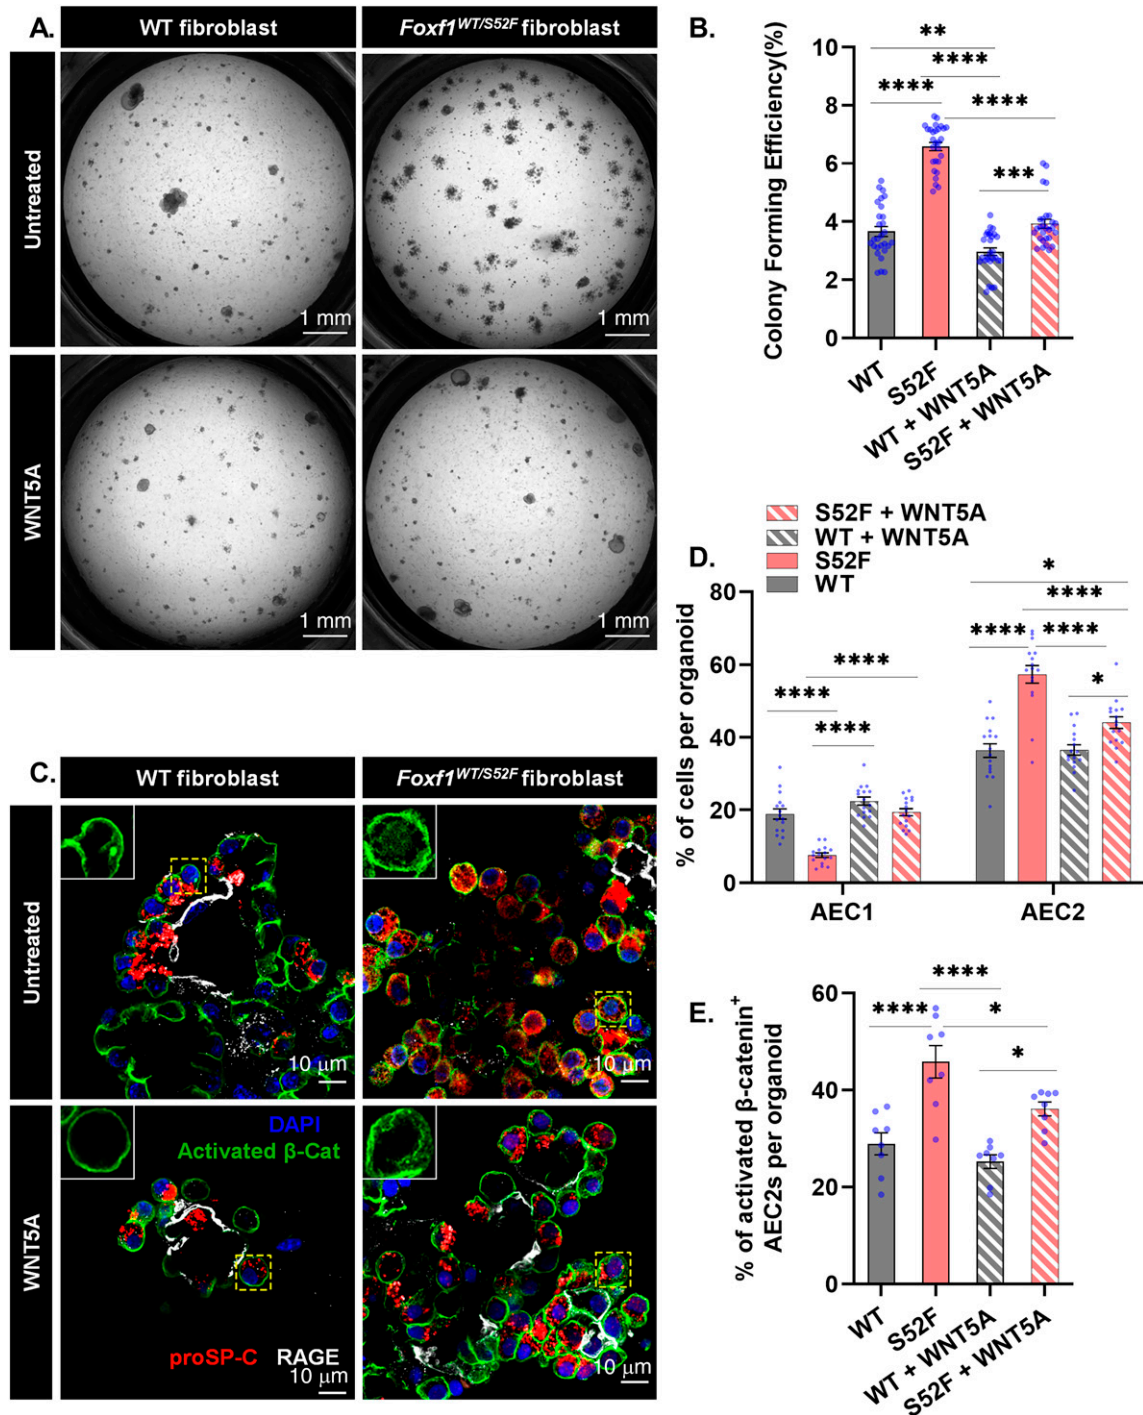 A.
WT fibroblast
Foxf1WT/S52F fibroblast
Untreated
1 mm
1 mm
WNT5A
1 mm
1 mm
B.
Colony Forming Efficiency(%)
10
8
6
4
2
0
**
****
****
****
***
WT
S52F
WT + WNT5A
S52F + WNT5A
C.
WT fibroblast
Foxf1WT/S52F fibroblast
Untreated
10 μm
10 μm
WNT5A
DAPI
Activated β-Cat
proSP-C
RAGE
10 μm
10 μm
S52F + WNT5A
WT + WNT5A
S52F
WT
D.
% of cells per organoid
80
60
40
20
0
****
****
****
*
****
****
****
*
AEC1
AEC2
E.
% of activated β-catenin+
AEC2s per organoid
60
40
20
0
****
****
*
*
WT
S52F
WT + WNT5A
S52F + WNT5A